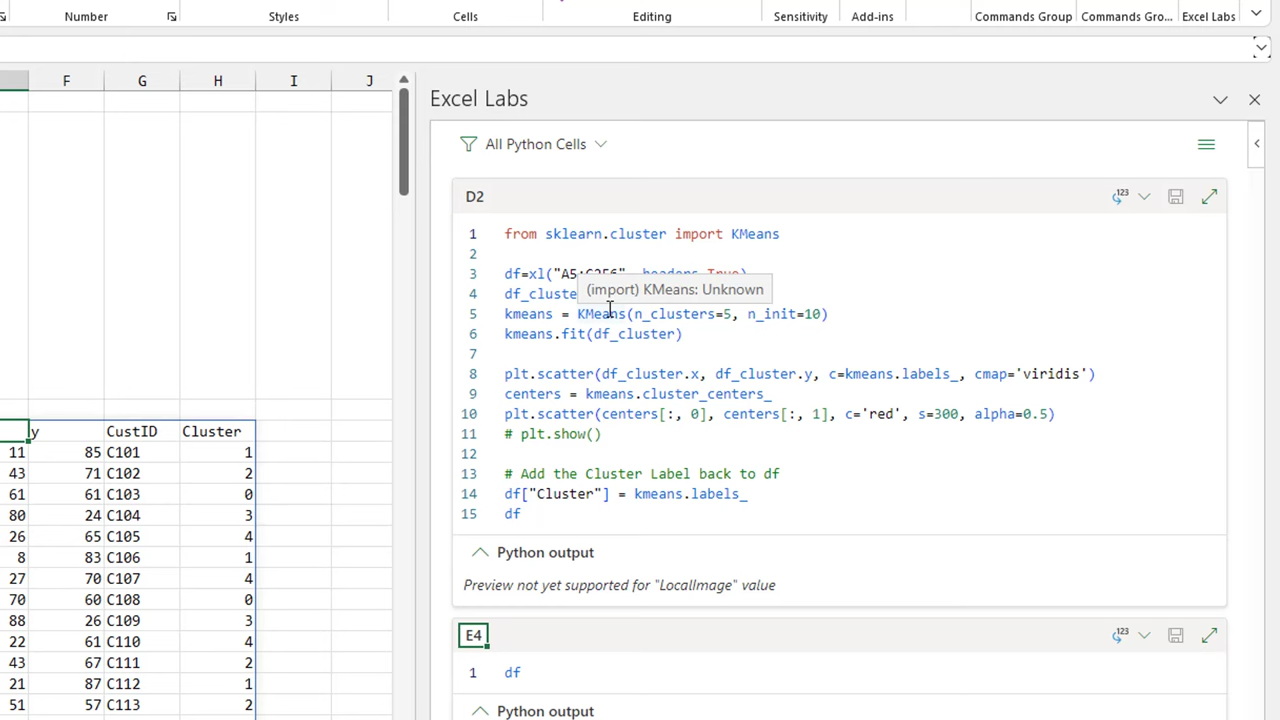 Number Styles Cells Editing Sensitivity Add-ins Commands Group Commands Gro... Excel Labs
F G H I J
Excel Labs
All Python Cells
D2
1 from sklearn.cluster import KMeans
2
3 df=xl("A5:C256", headers=True)
(import) KMeans: Unknown
4 df_cluste
5 kmeans = KMeans(n_clusters=5, n_init=10)
6 kmeans.fit(df_cluster)
7
8 plt.scatter(df_cluster.x, df_cluster.y, c=kmeans.labels_, cmap='viridis')
9 centers = kmeans.cluster_centers_
10 plt.scatter(centers[:, 0], centers[:, 1], c='red', s=300, alpha=0.5)
11 # plt.show()
12
13 # Add the Cluster Label back to df
14 df["Cluster"] = kmeans.labels_
15 df
Python output
Preview not yet supported for "LocalImage" value
E4
1 df
Python output
y CustID Cluster
11 85 C101 1
43 71 C102 2
61 61 C103 0
80 24 C104 3
26 65 C105 4
8 83 C106 1
27 70 C107 4
70 60 C108 0
88 26 C109 3
22 61 C110 4
43 67 C111 2
21 87 C112 1
51 57 C113 2